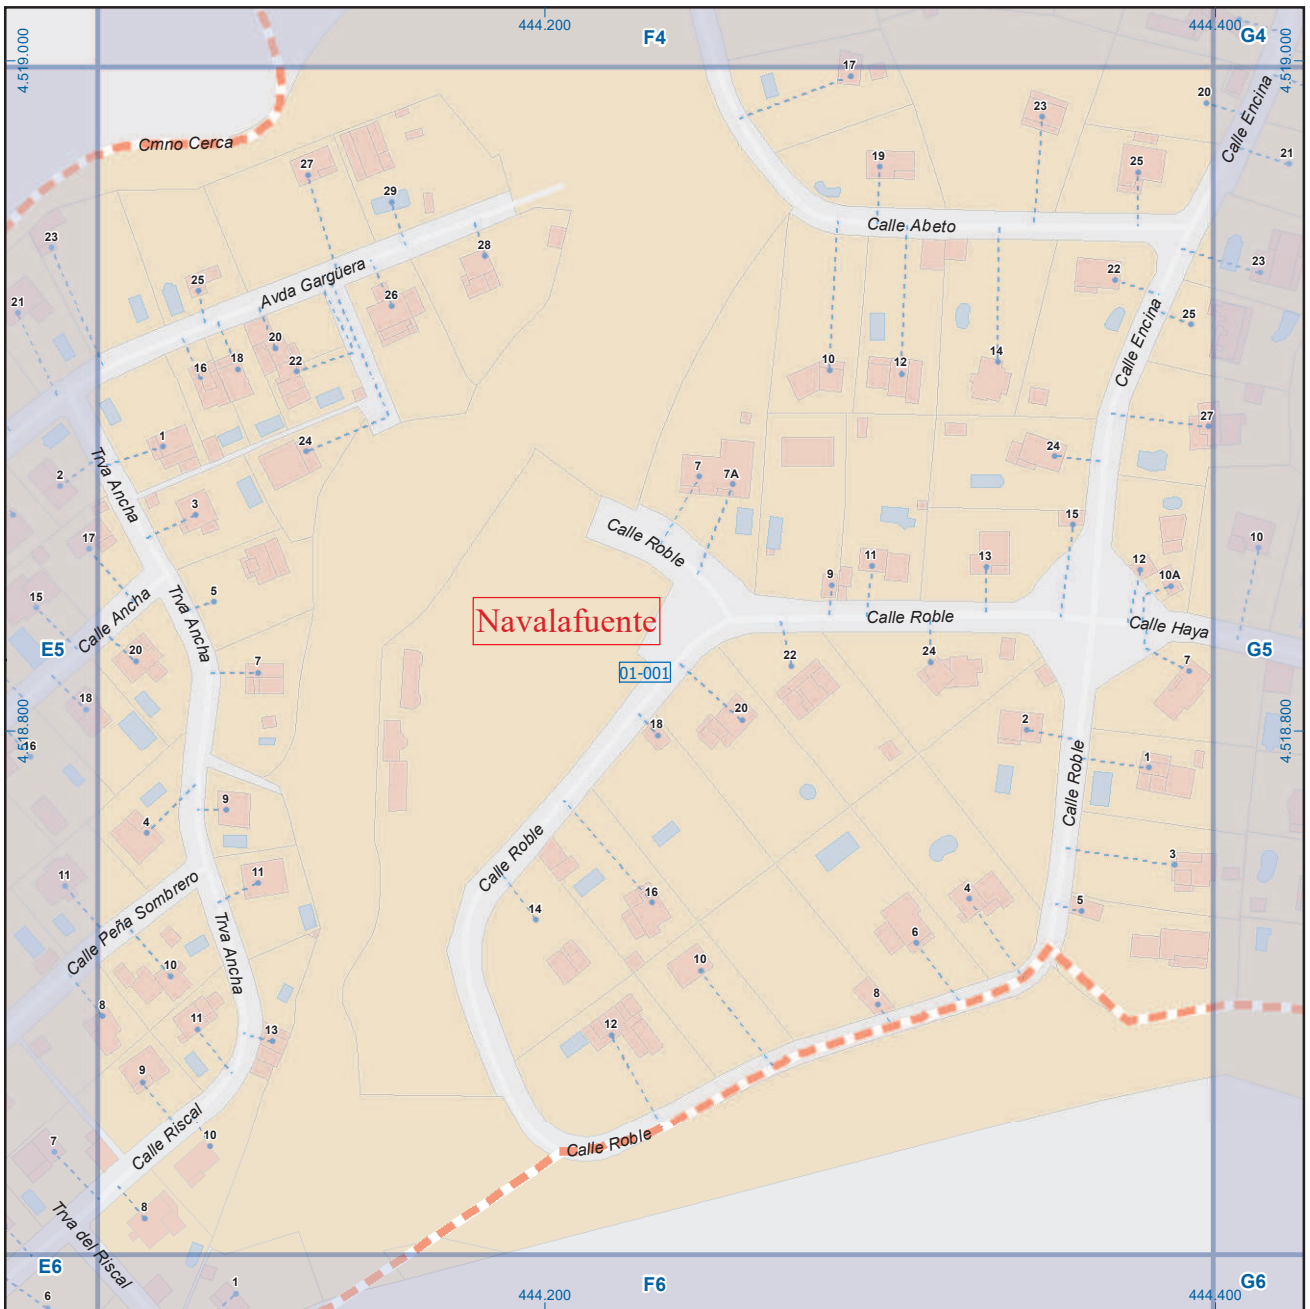 444.200
444.400
F4
G4
4.519.000
4.519.000
17
20
Calle Encina
23
21
Cmno Cerca
27
19
25
29
23
Calle Abeto
28
23
25
Avda Gargüera
22
21
26
25
20
16
18
22
10
12
14
Calle Encina
27
1
24
24
2
Trva Ancha
7
7A
3
15
17
Calle Roble
10
11
13
12
9
10A
5
15
Calle Ancha
Trva Ancha
Navalafuente
Calle Roble
Calle Haya
E5
G5
20
7
01-001
22
24
7
18
20
2
18
16
4.518.800
4.518.800
1
Calle Roble
9
4
Calle Roble
3
11
11
Calle Peña Sombrero
16
4
5
14
Trva Ancha
6
10
10
8
8
11
13
12
9
Calle Riscal
10
7
Calle Roble
8
Trva del Riscal
E6
F6
G6
1
6
444.200
444.400